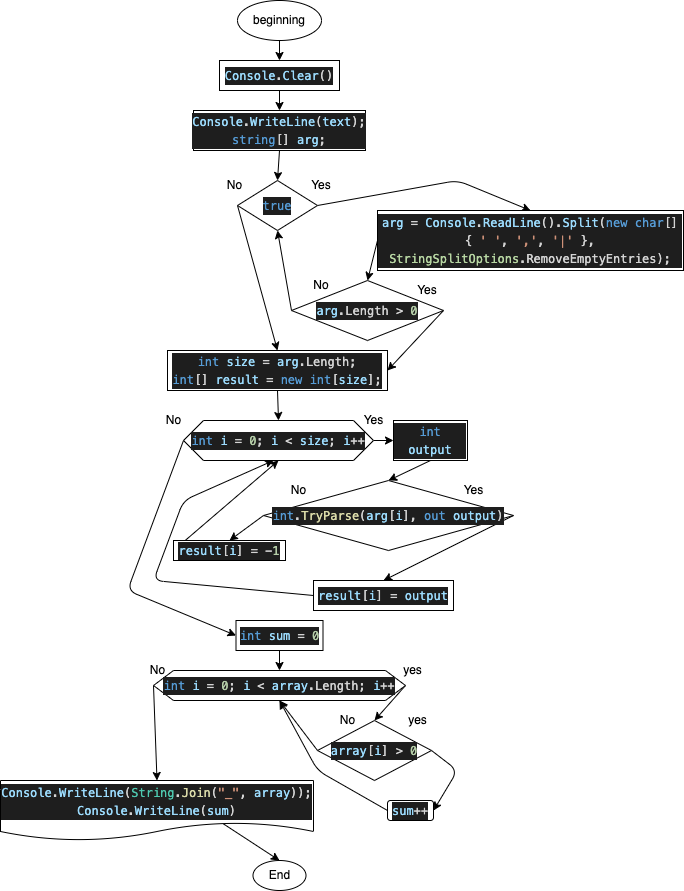 beginning
Console.Clear()
Console.WriteLine(text);
string[] arg;
No
Yes
true
arg = Console.ReadLine().Split(new char[]
{ ' ', ',', '|' },
StringSplitOptions.RemoveEmptyEntries);
No
Yes
arg.Length > 0
int size = arg.Length;
int[] result = new int[size];
No
Yes
int i = 0; i < size; i++
int
output
No
Yes
int.TryParse(arg[i], out output)
result[i] = -1
result[i] = output
int sum = 0
No
yes
int i = 0; i < array.Length; i++
No
yes
array[i] > 0
Console.WriteLine(String.Join("_", array));
Console.WriteLine(sum)
sum++
End